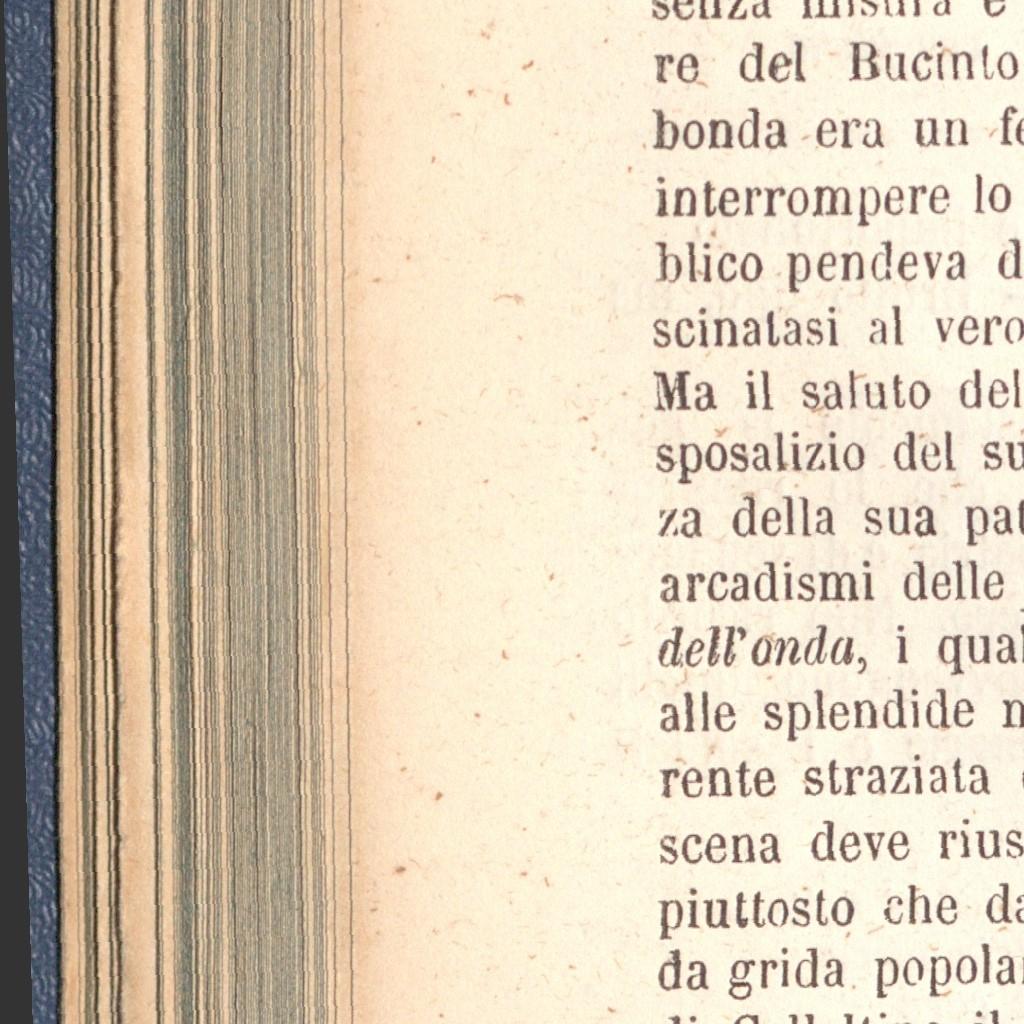 senza misura e
re del Bucinto
bonda era un fe
interrompere lo
blico pendeva d
scinatasi al vero
Ma il saluto del
sposalizio del su
za della sua pat
arcadismi delle
dell'onda, i qual
alle splendide n
rente straziata
scena deve rius
piuttosto che da
da grida popolar